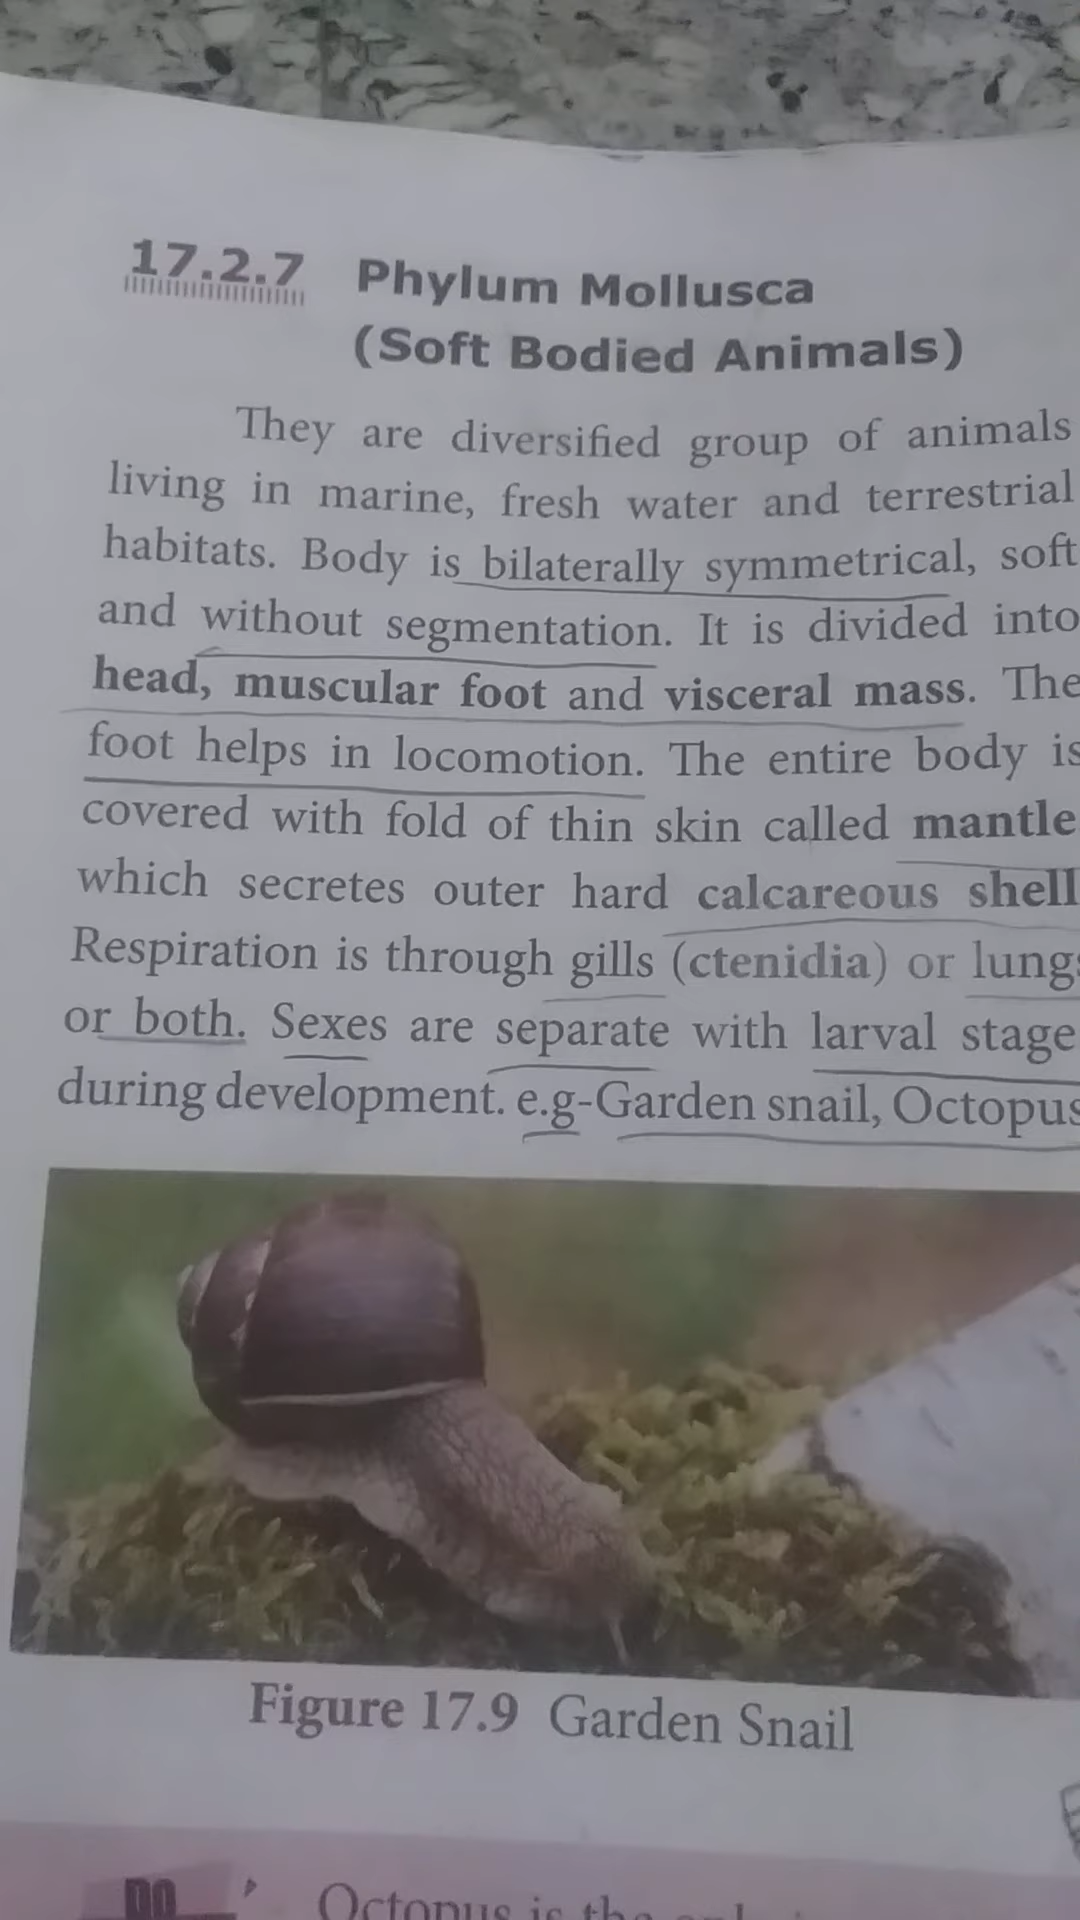 17.2.7 Phylum Mollusca
(Soft Bodied Animals)
They are diversified group of animals
living in marine, fresh water and terrestrial
habitats. Body is bilaterally symmetrical, soft
and without segmentation. It is divided into
head, muscular foot and visceral mass. The
foot helps in locomotion. The entire body is
covered with fold of thin skin called mantle
which secretes outer hard calcareous shell
Respiration is through gills (ctenidia) or lungs
or both. Sexes are separate with larval stage
during development. e.g-Garden snail, Octopus
Figure 17.9 Garden Snail
Octopus is the